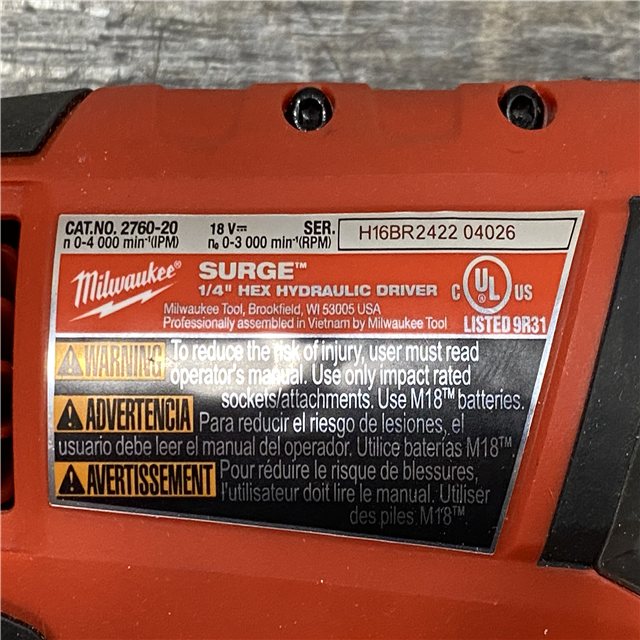 CAT.NO. 2760-20 18 V⎓ SER. H16BR2422 04026
n 0-4 000 min⁻¹(IPM) n₀ 0-3 000 min⁻¹(RPM)
Milwaukee® SURGE™
1/4" HEX HYDRAULIC DRIVER
Milwaukee Tool, Brookfield, WI 53005 USA
Professionally assembled in Vietnam by Milwaukee Tool
C UL® US
LISTED 9R31
WARNING To reduce the risk of injury, user must read
operator's manual. Use only impact rated
sockets/attachments. Use M18™ batteries.
ADVERTENCIA Para reducir el riesgo de lesiones, el
usuario debe leer el manual del operador. Utilice baterías M18™.
AVERTISSEMENT Pour réduire le risque de blessures,
l'utilisateur doit lire le manual. Utiliser
des piles M18™.